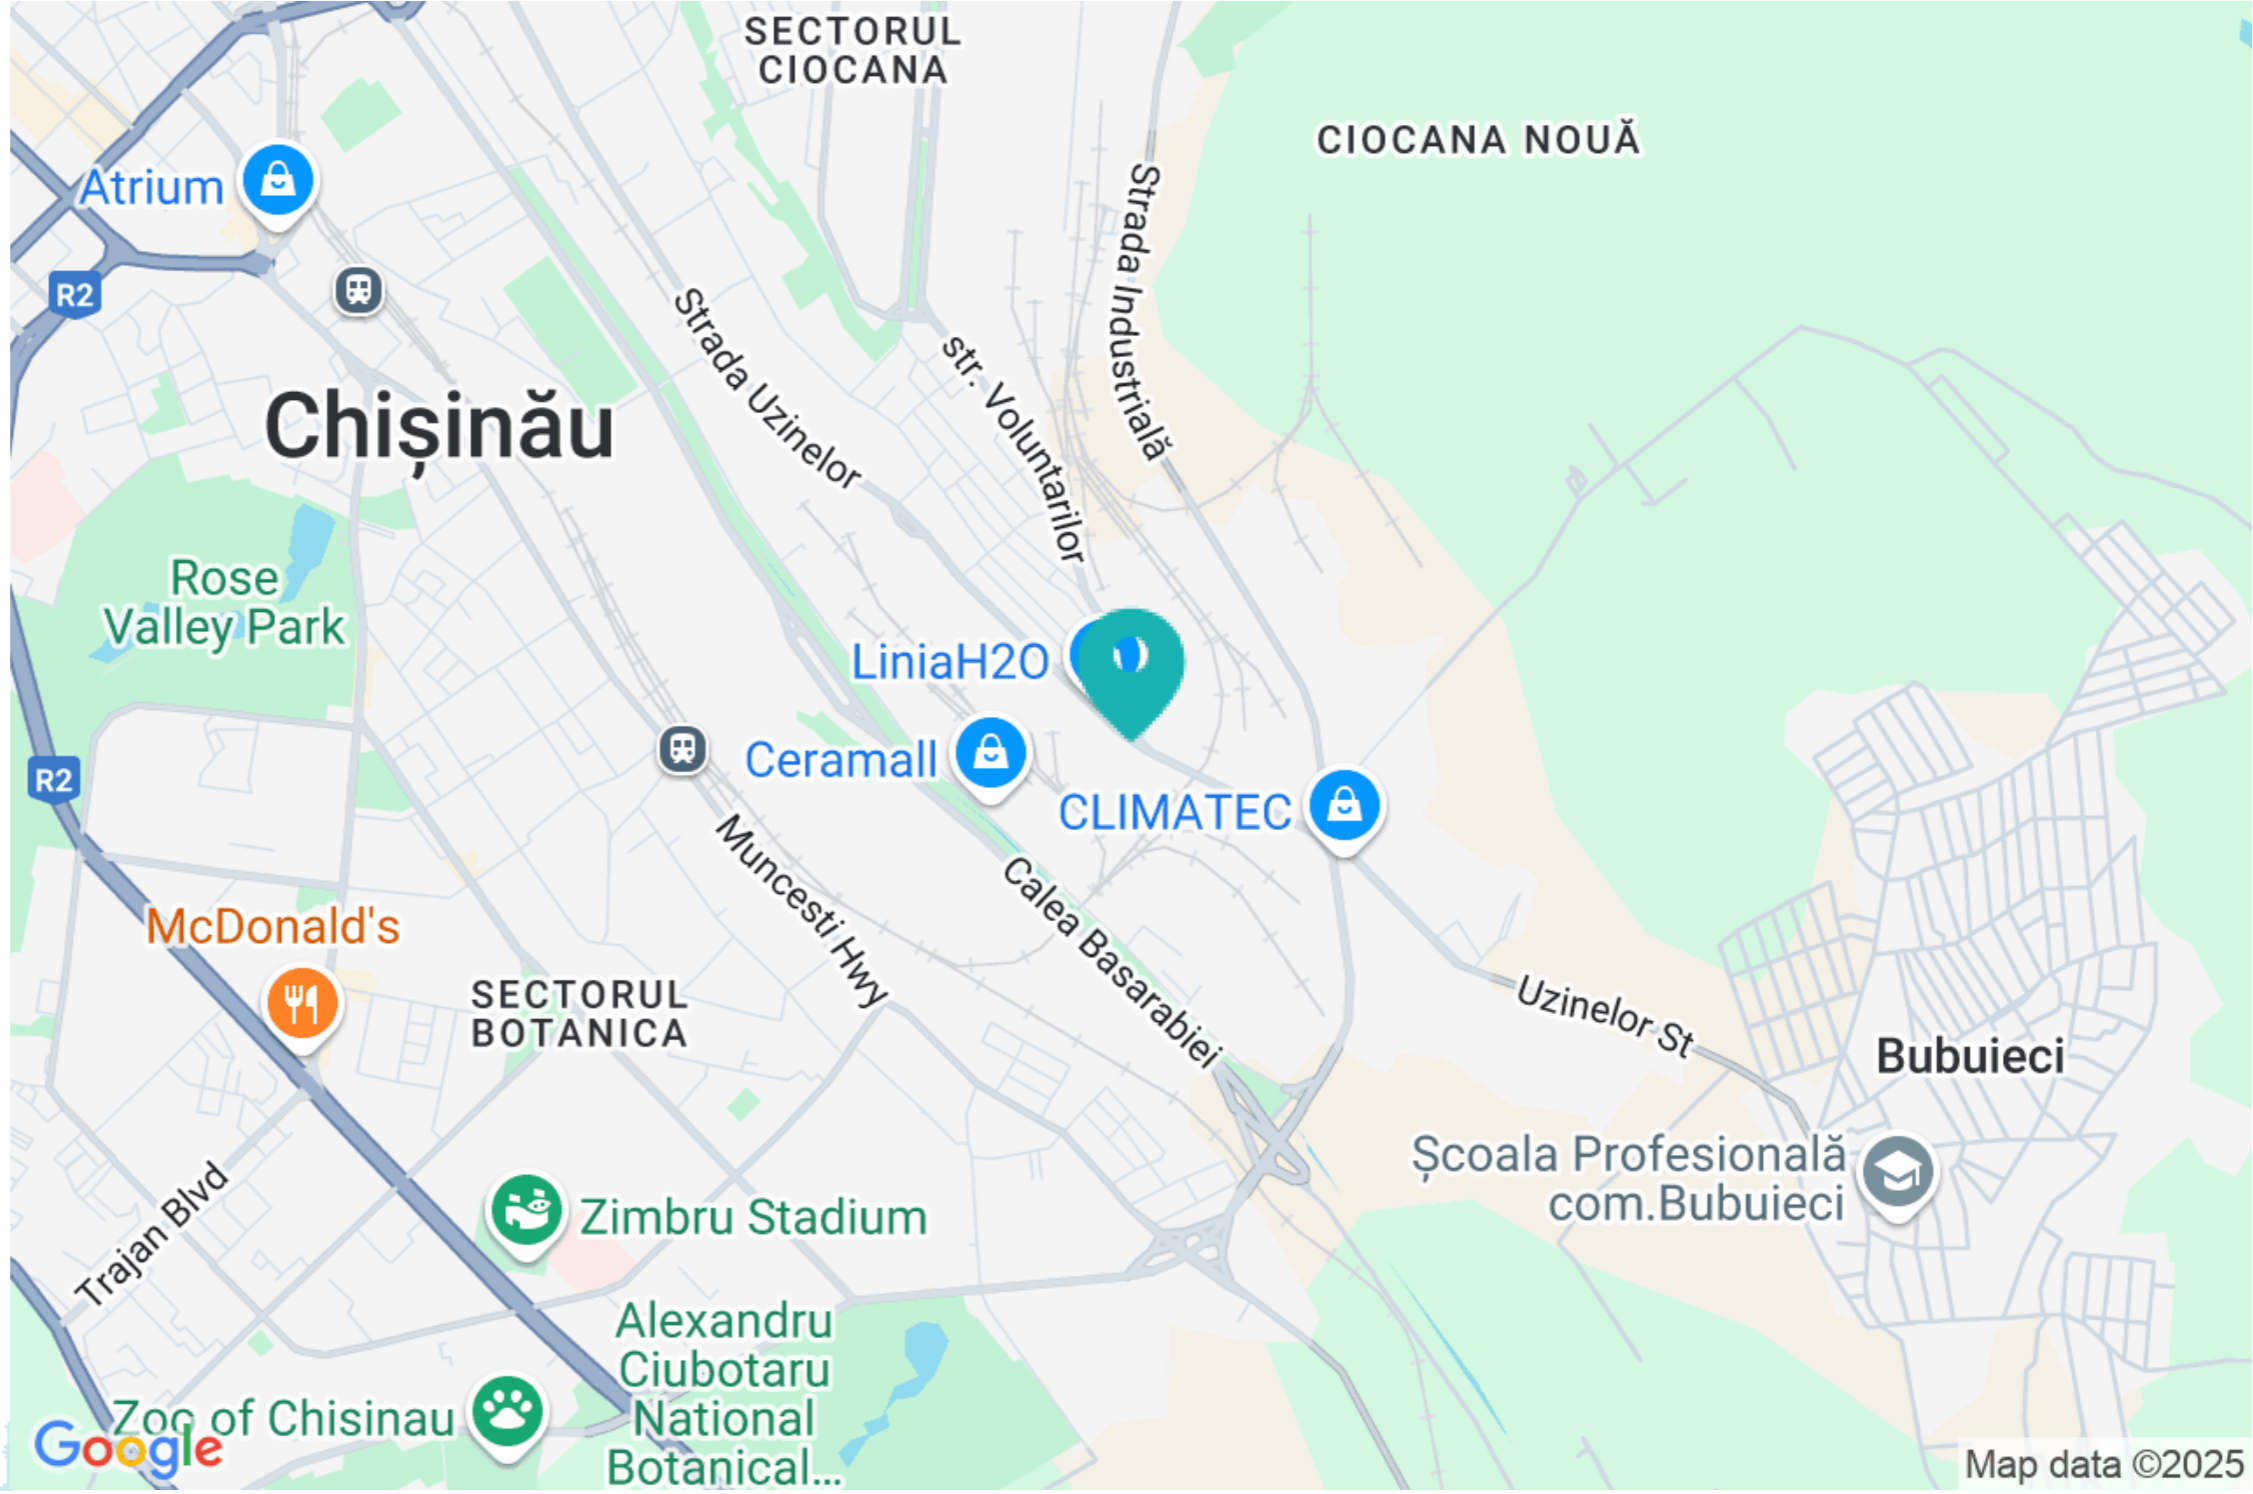 SECTORUL
CIOCANA
CIOCANA NOUĂ
Atrium
Strada Industrială
R2
Strada Uzinelor
str. Voluntarilor
Chișinău
Rose
Valley Park
LiniaH2O
Ceramall
R2
CLIMATEC
Muncesti Hwy
Calea Basarabiei
McDonald's
SECTORUL
BOTANICA
Uzinelor St
Bubuieci
Școala Profesională
com.Bubuieci
Trajan Blvd
Zimbru Stadium
Alexandru
Ciubotaru
National
Botanical...
Zoo of Chisinau
Google
Map data ©2025